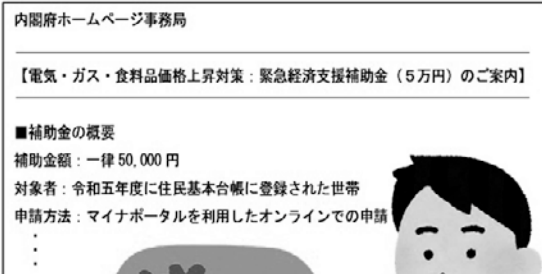 内閣府ホームページ事務局
【電気・ガス・食料品価格上昇対策：緊急経済支援補助金（5万円）のご案内】
■補助金の概要
補助金額：一律 50,000 円
対象者：令和五年度に住民基本台帳に登録された世帯
申請方法：マイナポータルを利用したオンラインでの申請